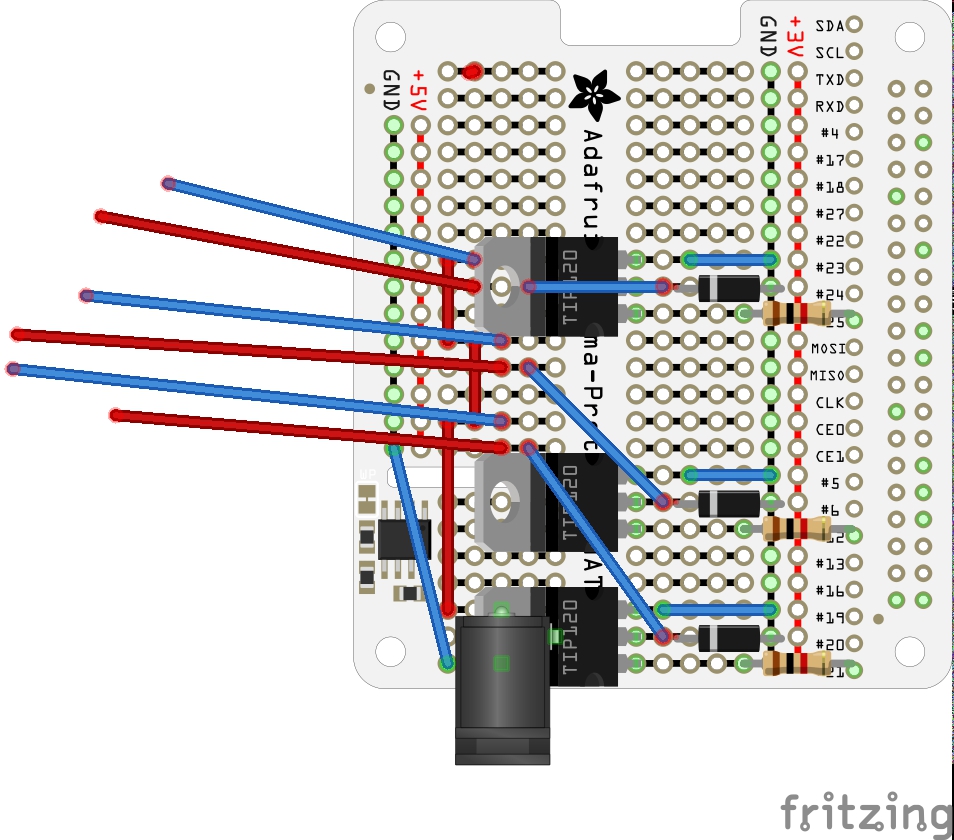 GND
+3V
SDA
SCL
GND
+5V
TXD
RXD
#4
#17
#18
#27
#22
#23
#24
25
MOSI
MISO
CLK
CE0
CE1
#5
#6
12
#13
#16
#19
#20
21
Adafru
ma-Pro
AT
TIP120
TIP120
TIP120
fritzing